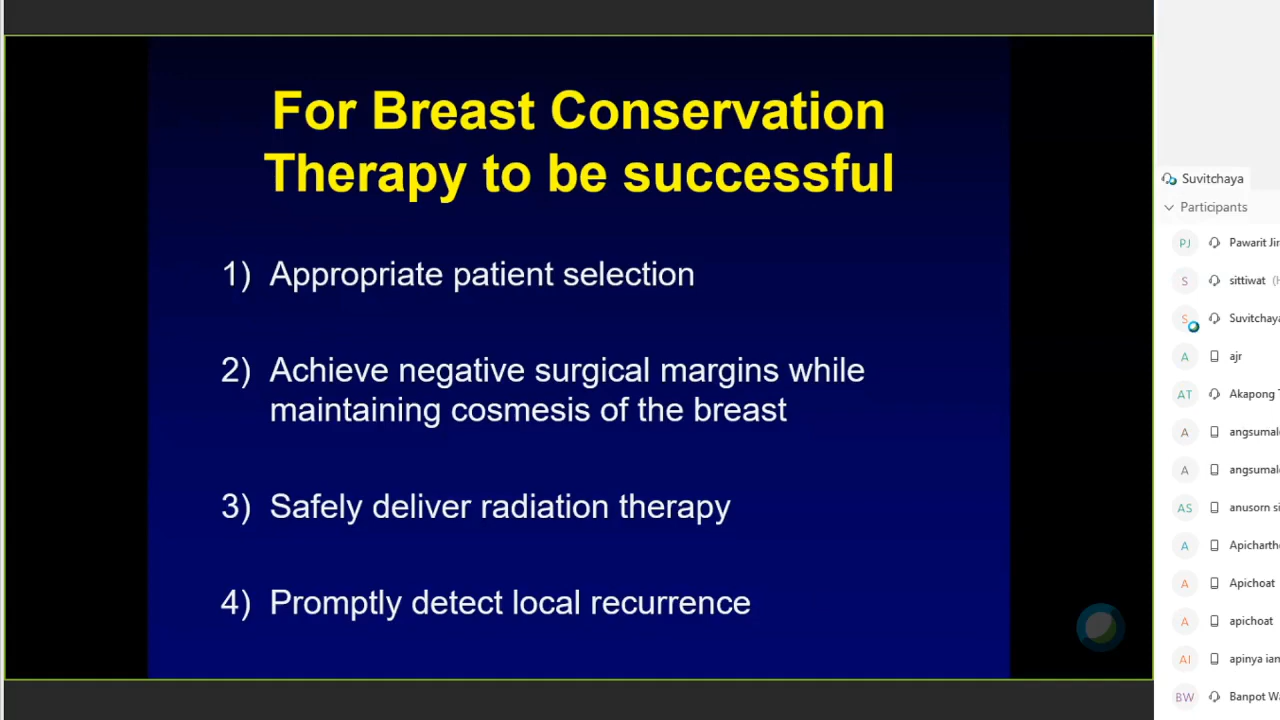 For Breast Conservation
Therapy to be successful
1) Appropriate patient selection
2) Achieve negative surgical margins while
maintaining cosmesis of the breast
3) Safely deliver radiation therapy
4) Promptly detect local recurrence
Suvitchaya
Participants
PJ Pawarit
S sittiwat
S Suvitchaya
A ajr
AT Akapong
A angsumal
A angsumal
AS anusorn
A Apicharth
A Apichoat
A apichoat
AI apinya
BW Banpot